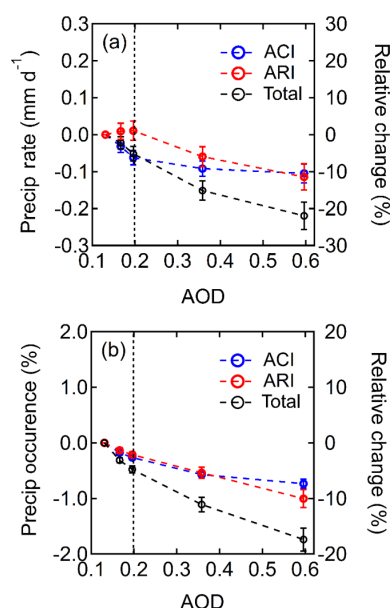 (a)
ACI
ARI
Total
0.3
0.2
0.1
0.0
-0.1
-0.2
-0.3
Precip rate (mm d⁻¹)
30
20
10
0
-10
-20
-30
Relative change (%)
0.1 0.2 0.3 0.4 0.5 0.6
AOD
(b)
ACI
ARI
Total
2.0
1.0
0.0
-1.0
-2.0
Precip occurence (%)
20
10
0
10
20
Relative change (%)
0.1 0.2 0.3 0.4 0.5 0.6
AOD